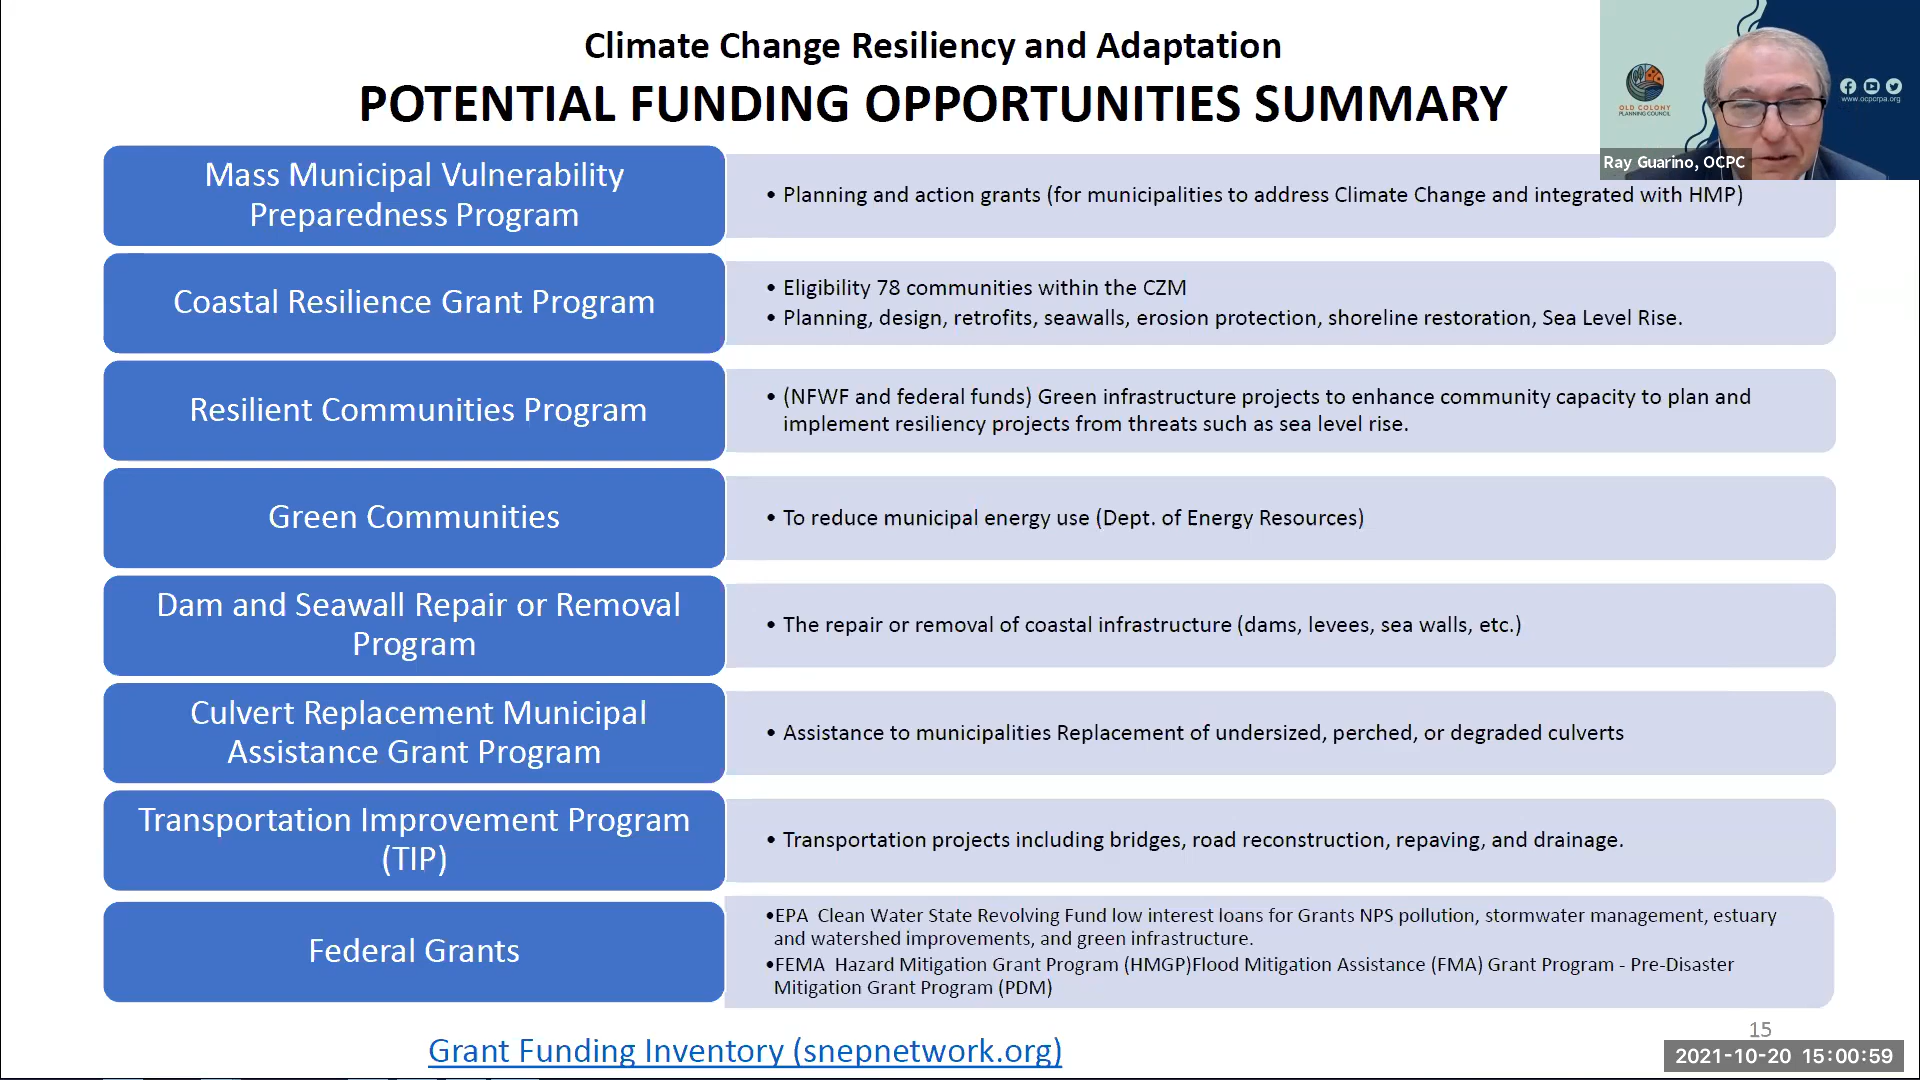 Climate Change Resiliency and Adaptation
POTENTIAL FUNDING OPPORTUNITIES SUMMARY
OLD COLONY
PLANNING COUNCIL
www.ocpcrpa.org
Ray Guarino, OCPC
Mass Municipal Vulnerability
Preparedness Program
• Planning and action grants (for municipalities to address Climate Change and integrated with HMP)
Coastal Resilience Grant Program
• Eligibility 78 communities within the CZM
• Planning, design, retrofits, seawalls, erosion protection, shoreline restoration, Sea Level Rise.
Resilient Communities Program
• (NFWF and federal funds) Green infrastructure projects to enhance community capacity to plan and
implement resiliency projects from threats such as sea level rise.
Green Communities
• To reduce municipal energy use (Dept. of Energy Resources)
Dam and Seawall Repair or Removal
Program
• The repair or removal of coastal infrastructure (dams, levees, sea walls, etc.)
Culvert Replacement Municipal
Assistance Grant Program
• Assistance to municipalities Replacement of undersized, perched, or degraded culverts
Transportation Improvement Program
(TIP)
• Transportation projects including bridges, road reconstruction, repaving, and drainage.
Federal Grants
•EPA  Clean Water State Revolving Fund low interest loans for Grants NPS pollution, stormwater management, estuary
and watershed improvements, and green infrastructure.
•FEMA  Hazard Mitigation Grant Program (HMGP)Flood Mitigation Assistance (FMA) Grant Program - Pre-Disaster
Mitigation Grant Program (PDM)
Grant Funding Inventory (snepnetwork.org)
15
2021-10-20 15:00:59